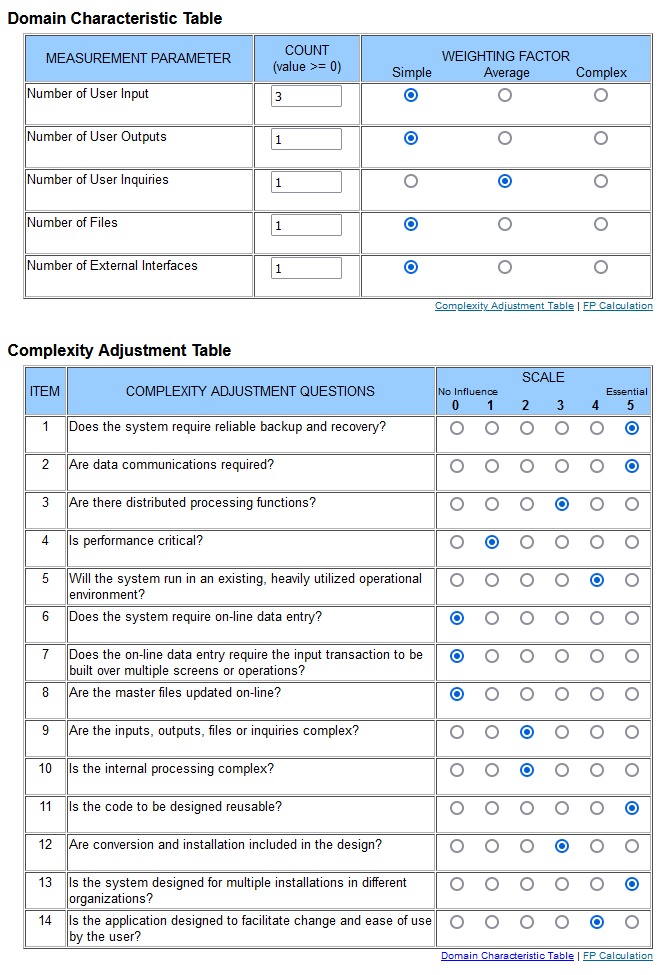 Domain Characteristic Table
MEASUREMENT PARAMETER
COUNT
(value >= 0)
WEIGHTING FACTOR
Simple Average Complex
Number of User Input 3
Number of User Outputs 1
Number of User Inquiries 1
Number of Files 1
Number of External Interfaces 1
Complexity Adjustment Table | FP Calculation
Complexity Adjustment Table
ITEM COMPLEXITY ADJUSTMENT QUESTIONS
SCALE
No Influence Essential
0 1 2 3 4 5
1 Does the system require reliable backup and recovery?
2 Are data communications required?
3 Are there distributed processing functions?
4 Is performance critical?
5 Will the system run in an existing, heavily utilized operational
environment?
6 Does the system require on-line data entry?
7 Does the on-line data entry require the input transaction to be
built over multiple screens or operations?
8 Are the master files updated on-line?
9 Are the inputs, outputs, files or inquiries complex?
10 Is the internal processing complex?
11 Is the code to be designed reusable?
12 Are conversion and installation included in the design?
13 Is the system designed for multiple installations in different
organizations?
14 Is the application designed to facilitate change and ease of use
by the user?
Domain Characteristic Table | FP Calculation